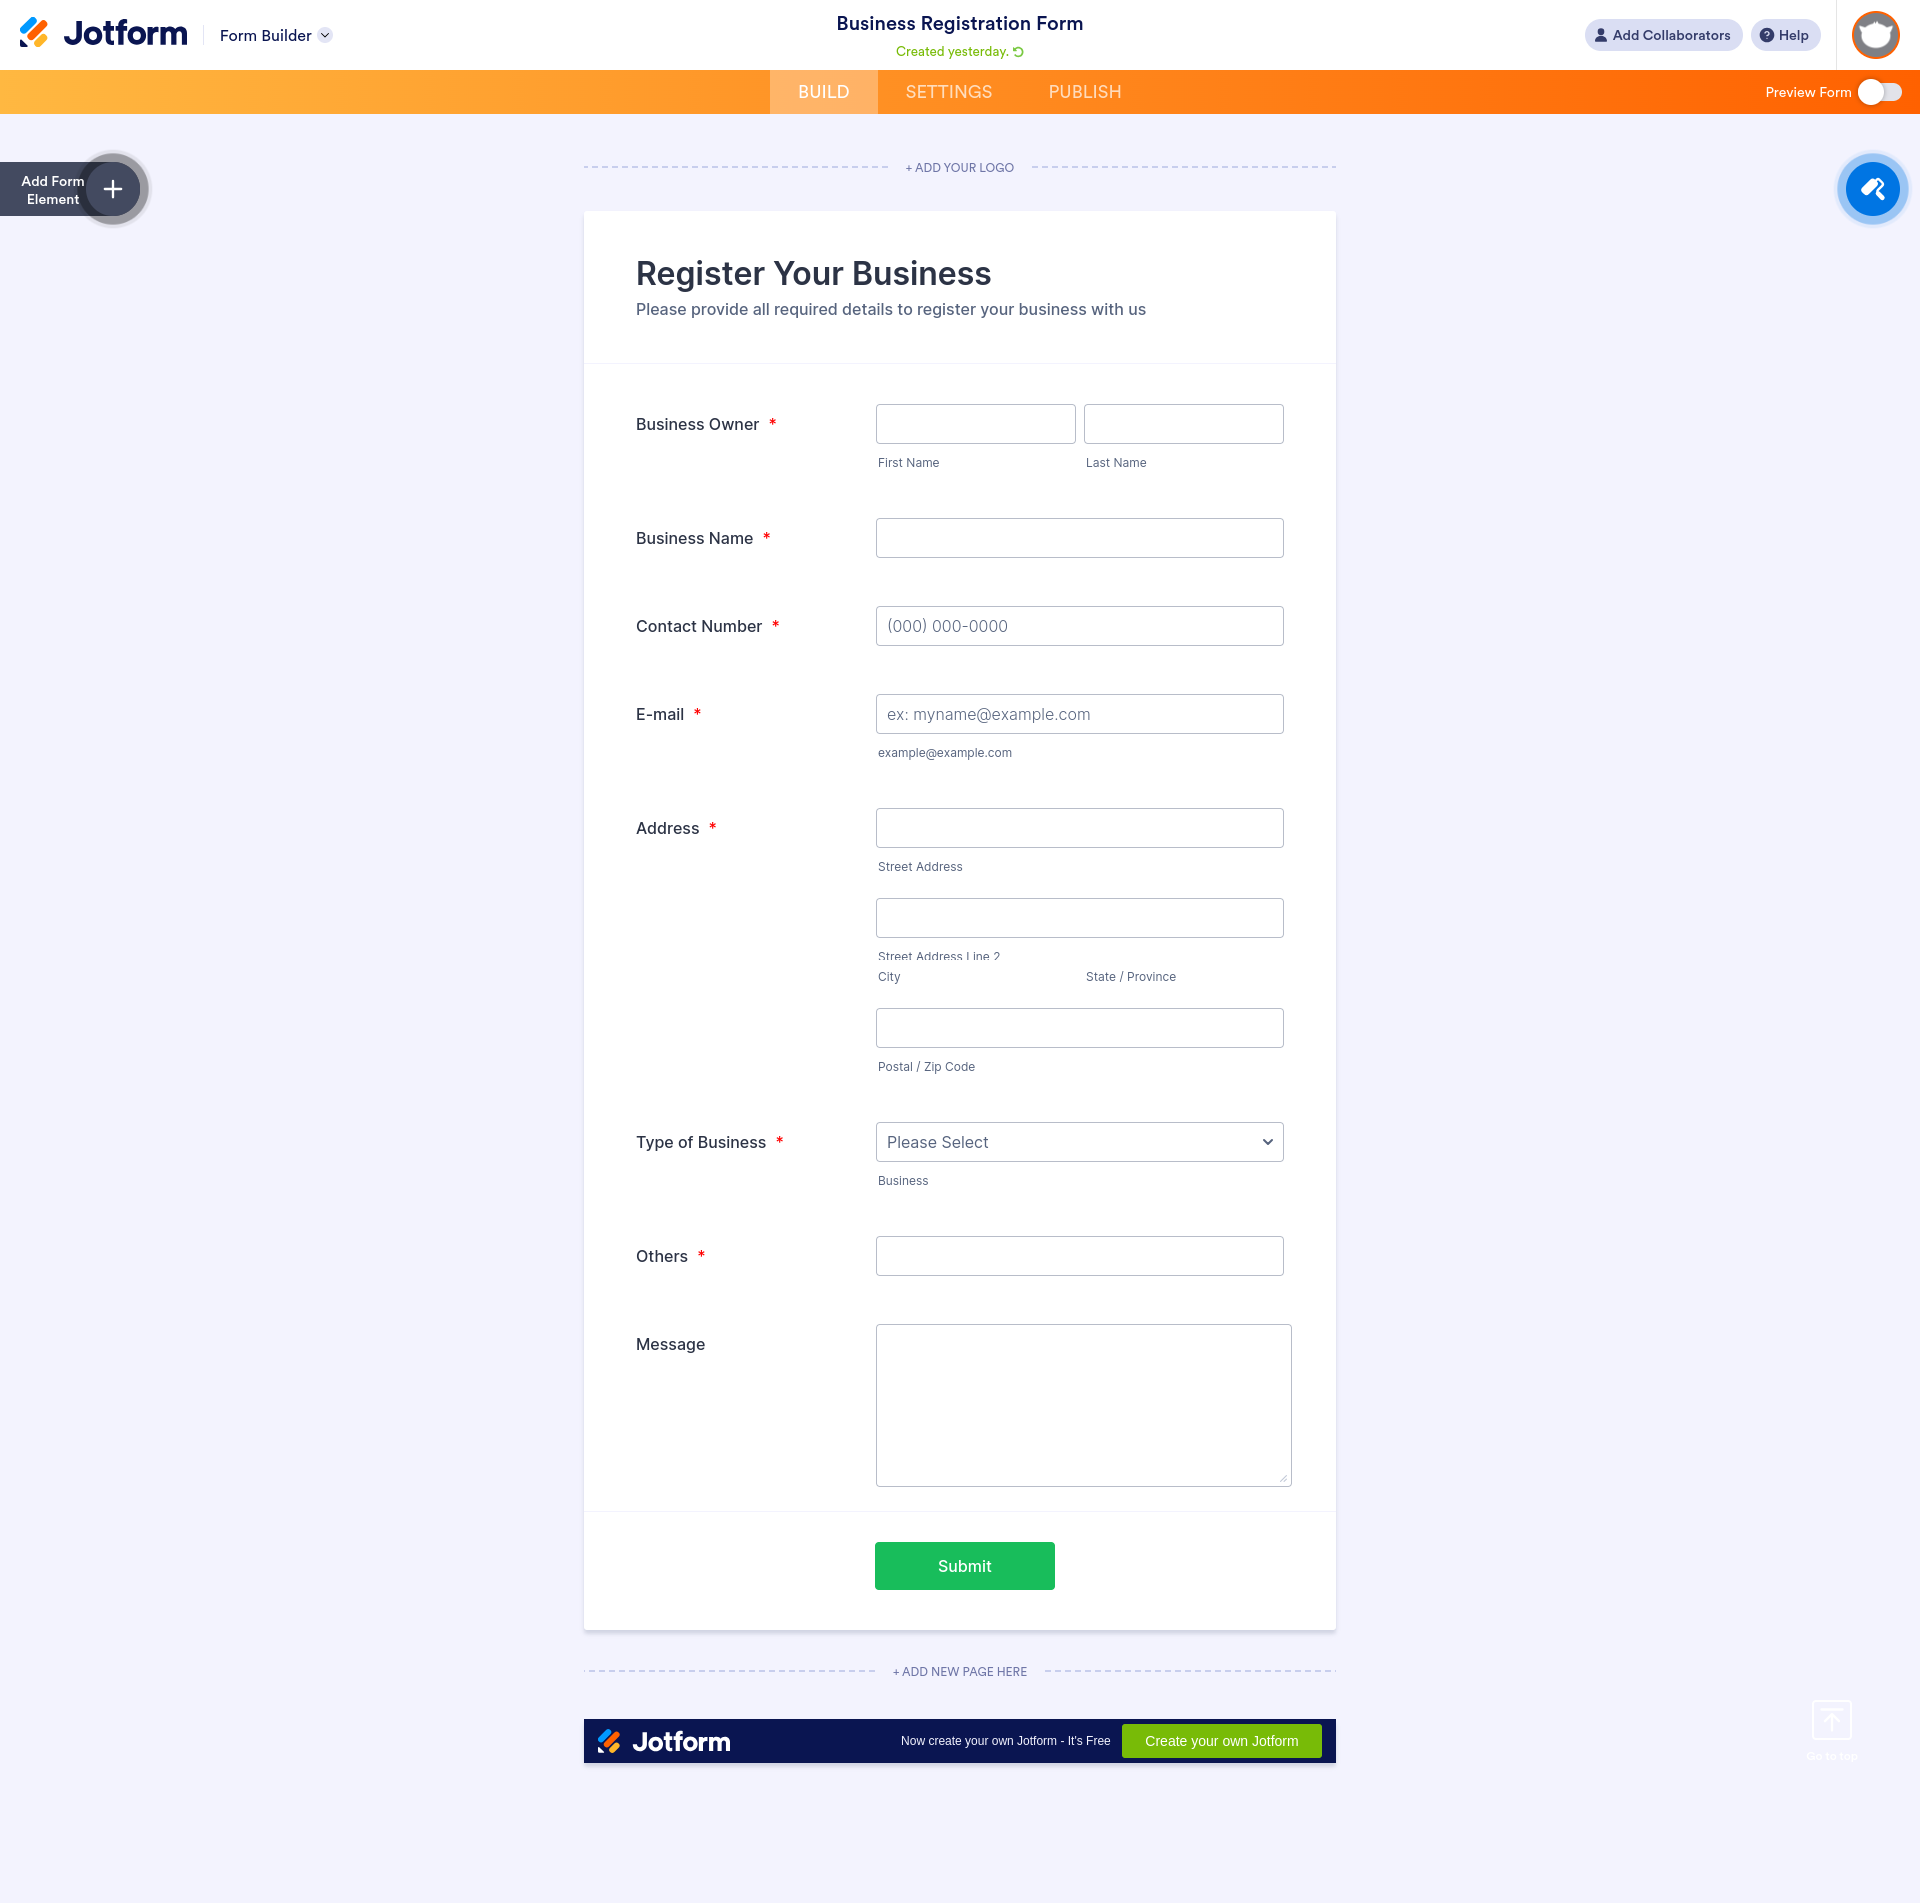 Jotform
Form Builder
Business Registration Form
Created yesterday.
Add Collaborators
Help
BUILD
SETTINGS
PUBLISH
Preview Form
+ ADD YOUR LOGO
Add Form
Element
Register Your Business
Please provide all required details to register your business with us
Business Owner *
First Name
Last Name
Business Name *
Contact Number *
(000) 000-0000
E-mail *
ex: myname@example.com
example@example.com
Address *
Street Address
Street Address Line 2
City
State / Province
Postal / Zip Code
Type of Business *
Please Select
Business
Others *
Message
Submit
+ ADD NEW PAGE HERE
Jotform
Now create your own Jotform - It's Free
Create your own Jotform
Go to top